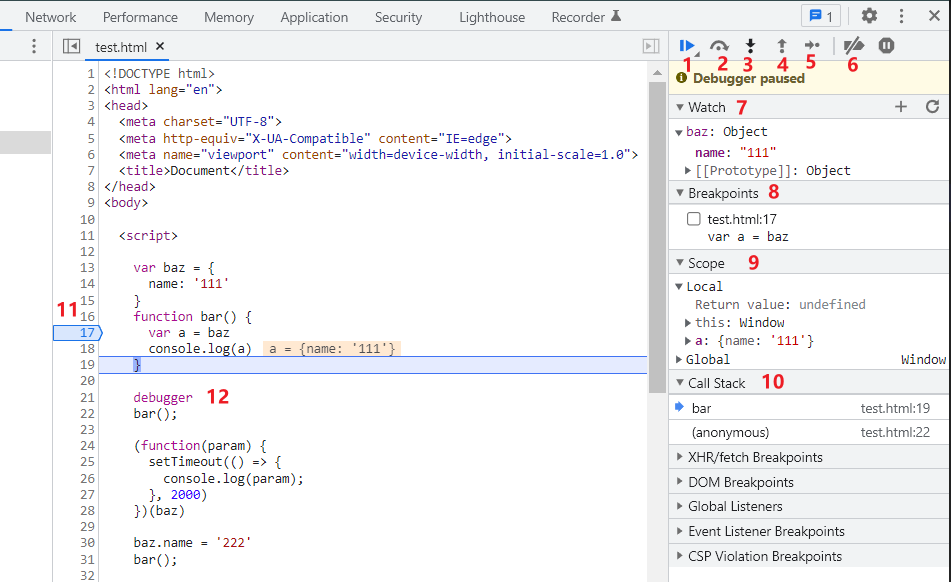 Network Performance Memory Application Security Lighthouse Recorder 1
test.html
1 <!DOCTYPE html>
2 <html lang="en">
3 <head>
4 <meta charset="UTF-8">
5 <meta http-equiv="X-UA-Compatible" content="IE=edge">
6 <meta name="viewport" content="width=device-width, initial-scale=1.0">
7 <title>Document</title>
8 </head>
9 <body>
10
11 <script>
12
13 var baz = {
14 name: '111'
15 }
11
16 function bar() {
17 var a = baz
18 console.log(a) a = {name: '111'}
19 }
20
21 debugger 12
22 bar();
23
24 (function(param) {
25 setTimeout(() => {
26 console.log(param);
27 }, 2000)
28 })(baz)
29
30 baz.name = '222'
31 bar();
32
1 2 3 4 5 6
Debugger paused
Watch 7
baz: Object
name: "111"
[[Prototype]]: Object
Breakpoints 8
test.html:17
var a = baz
Scope 9
Local
Return value: undefined
this: Window
a: {name: '111'}
Global Window
Call Stack 10
bar test.html:19
(anonymous) test.html:22
XHR/fetch Breakpoints
DOM Breakpoints
Global Listeners
Event Listener Breakpoints
CSP Violation Breakpoints